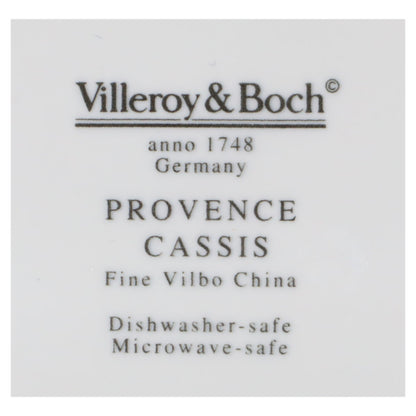 Villeroy & Boch©
anno 1748
Germany
PROVENCE
CASSIS
Fine Vilbo China
Dishwasher-safe
Microwave-safe